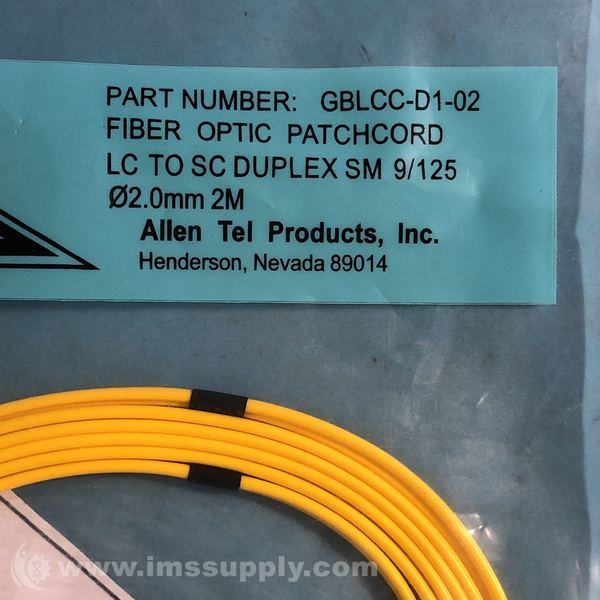 PART NUMBER: GBLCC-D1-02
FIBER OPTIC PATCHCORD
LC TO SC DUPLEX SM 9/125
Ø2.0mm 2M
Allen Tel Products, Inc.
Henderson, Nevada 89014
www.imssupply.com